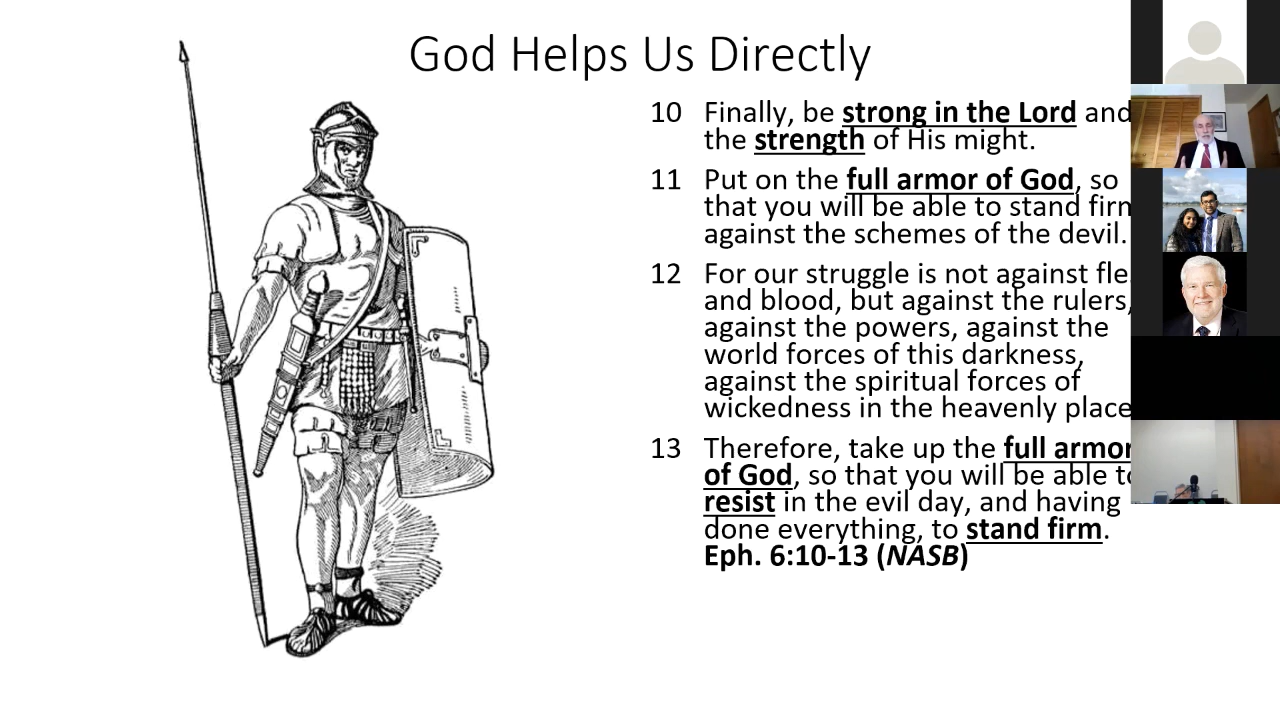 God Helps Us Directly
10 Finally, be strong in the Lord and
the strength of His might.
11 Put on the full armor of God, so
that you will be able to stand firm
against the schemes of the devil.
12 For our struggle is not against fle
and blood, but against the rulers,
against the powers, against the
world forces of this darkness,
against the spiritual forces of
wickedness in the heavenly place
13 Therefore, take up the full armor
of God, so that you will be able to
resist in the evil day, and having
done everything, to stand firm.
Eph. 6:10-13 (NASB)